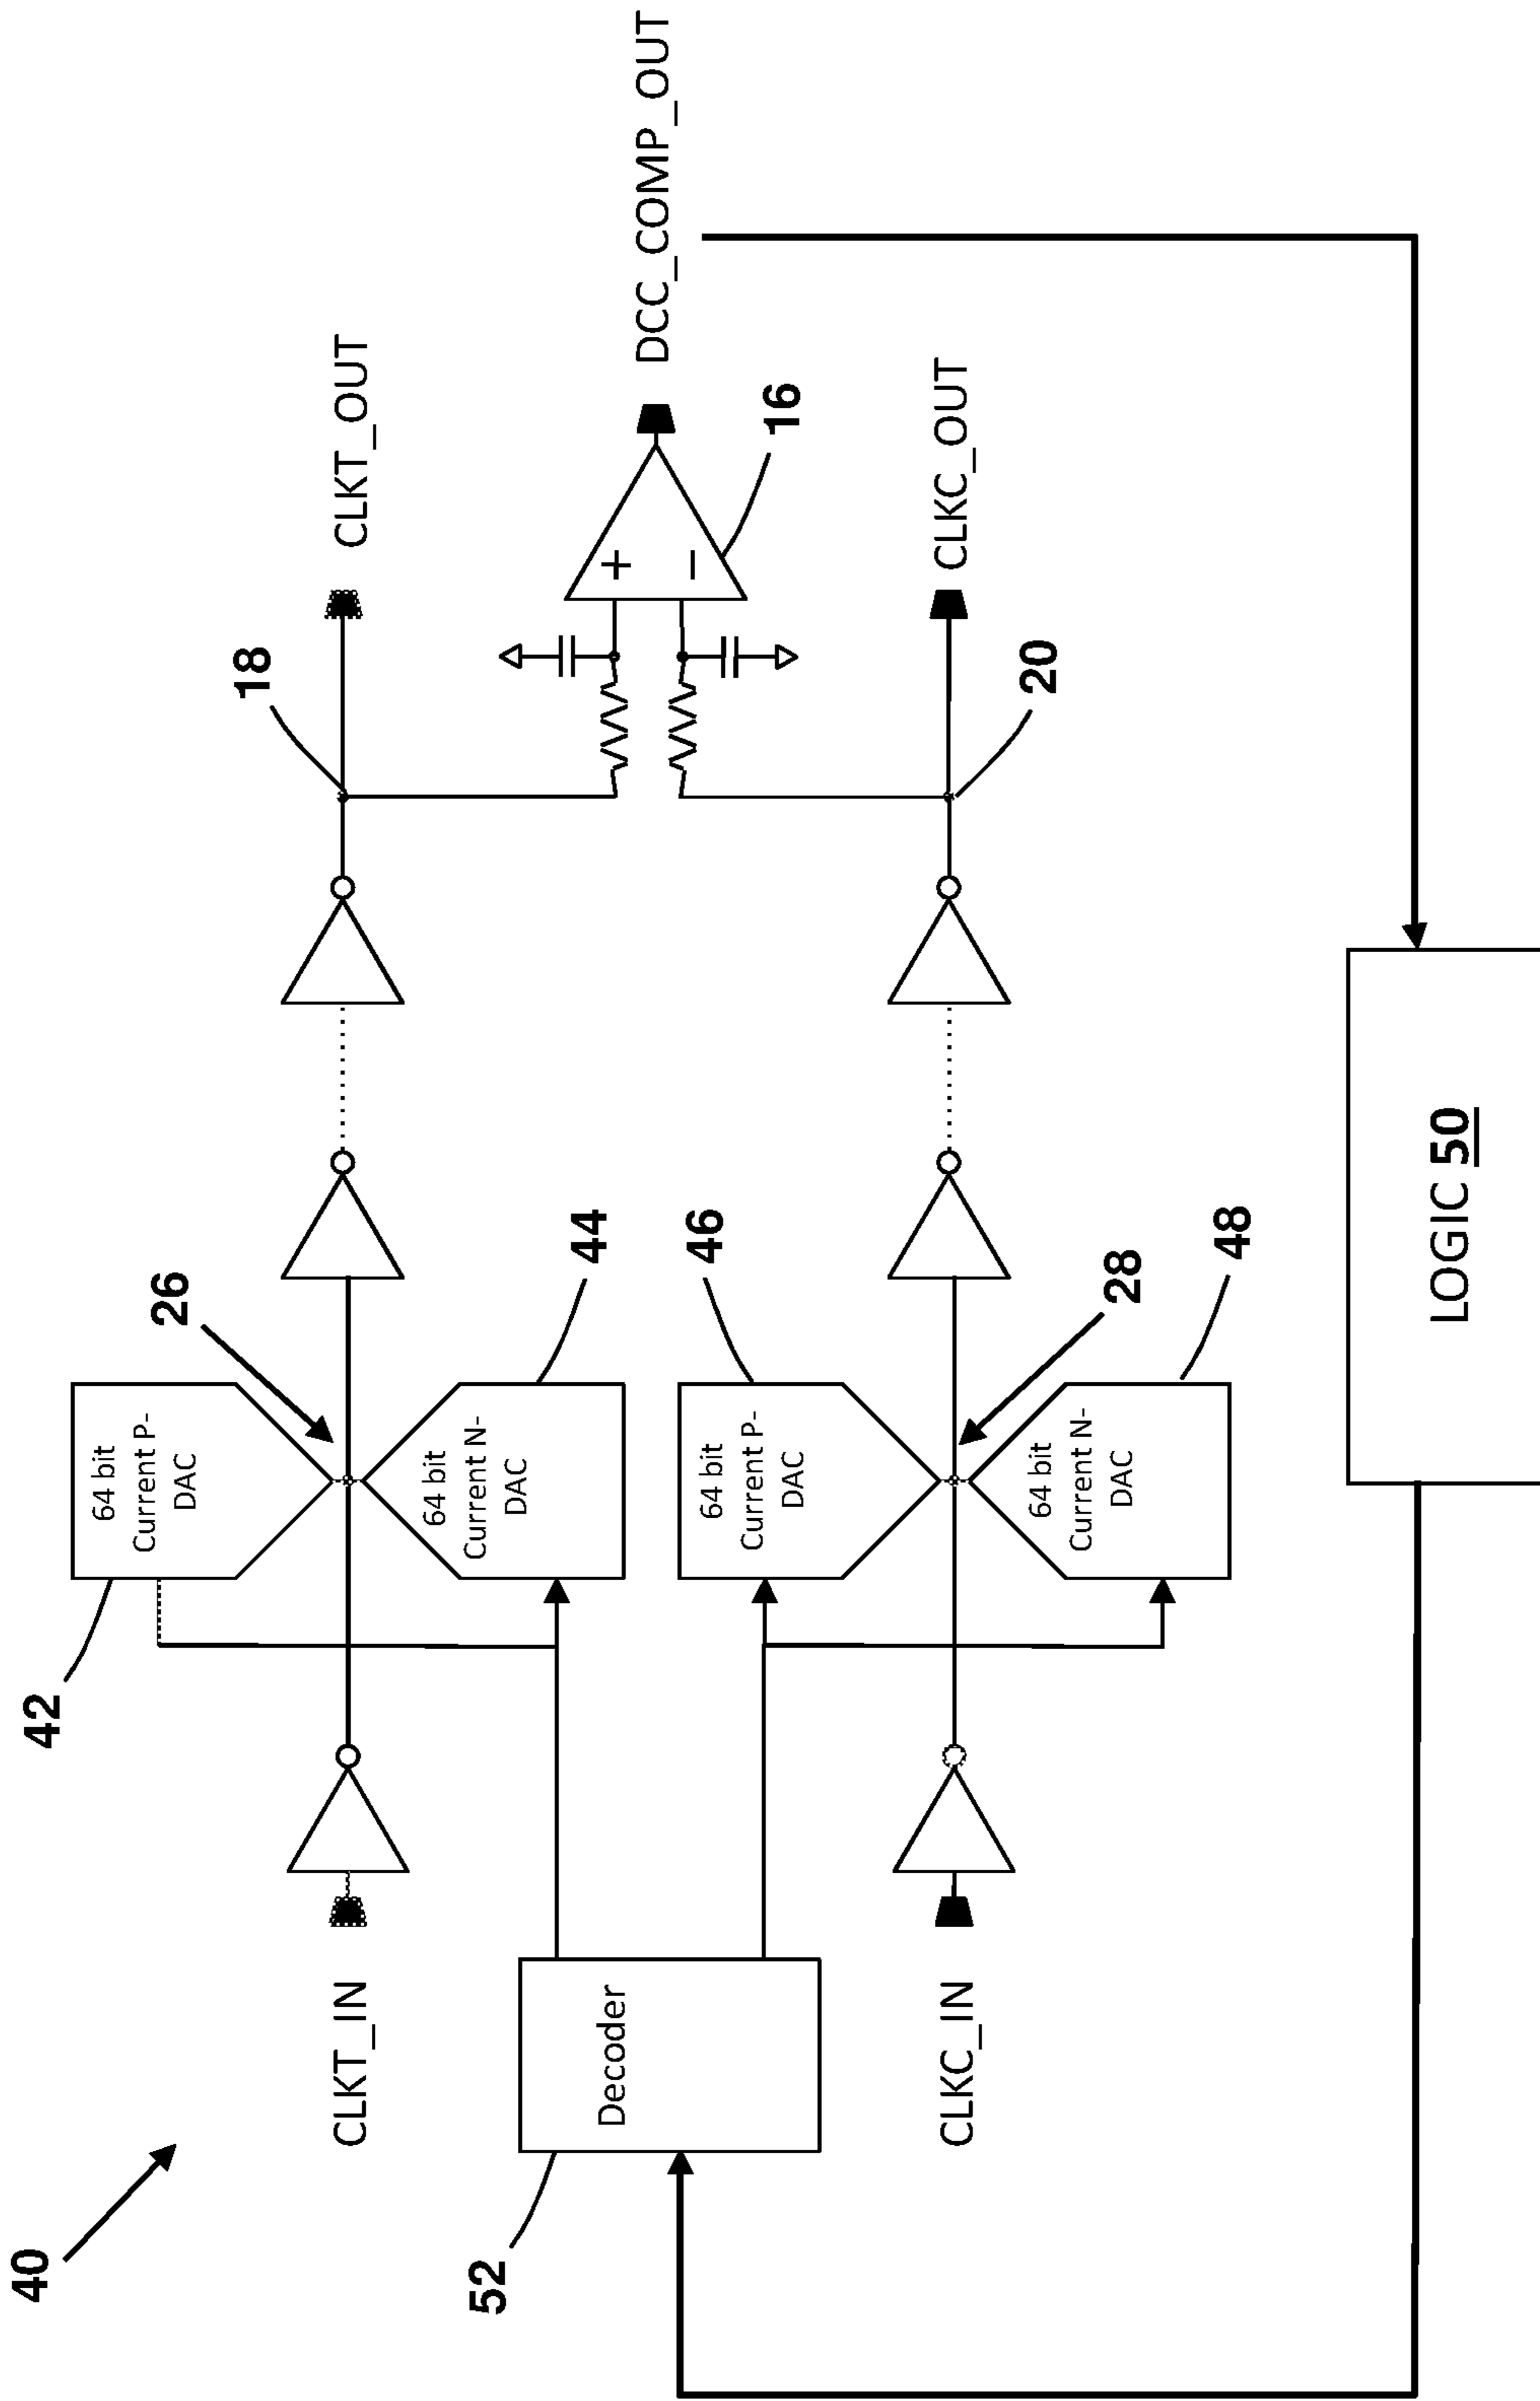 40
42
64 bit
Current P-
DAC
26
18
CLKT_IN
CLKT_OUT
64 bit
Current N-
DAC
44
52
Decoder
DCC_COMP_OUT
+
−
16
46
64 bit
Current P-
DAC
28
CLKC_IN
CLKC_OUT
20
64 bit
Current N-
DAC
48
LOGIC 50